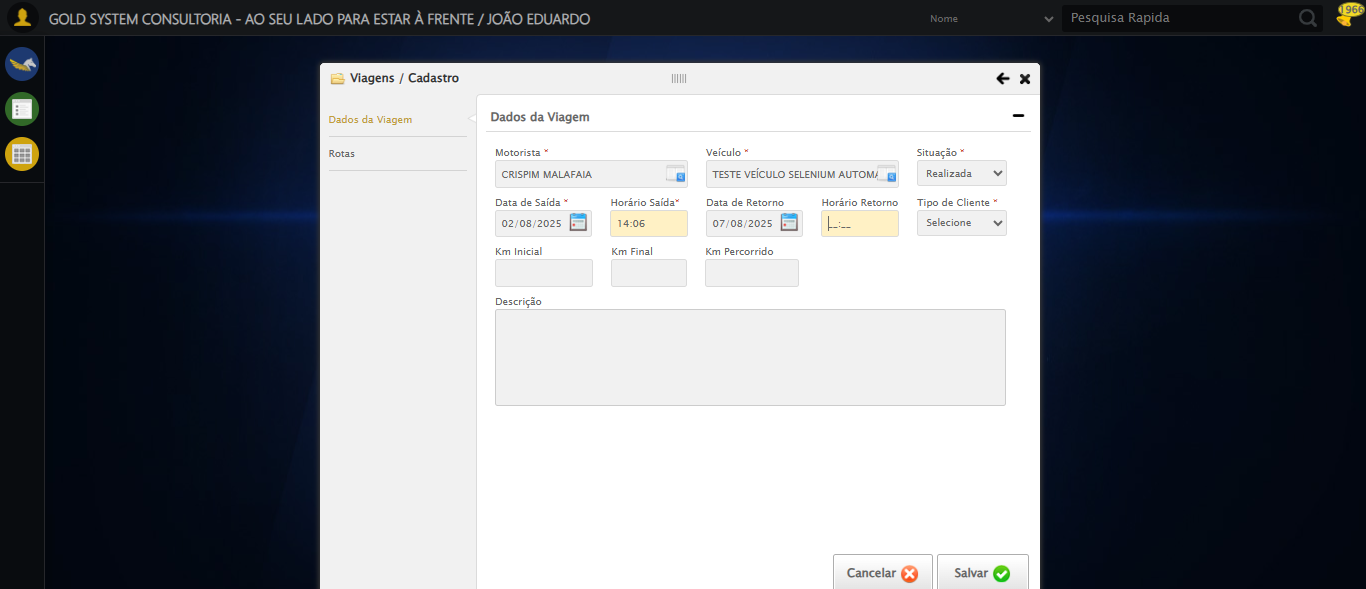 GOLD SYSTEM CONSULTORIA - AO SEU LADO PARA ESTAR À FRENTE / JOÃO EDUARDO
Nome
Pesquisa Rapida
1966
Viagens / Cadastro
Dados da Viagem
Rotas
Dados da Viagem
Motorista * Veículo * Situação *
CRISPIM MALAFAIA TESTE VEÍCULO SELENIUM AUTOMA Realizada
Data de Saída * Horário Saída* Data de Retorno Horário Retorno Tipo de Cliente *
02/08/2025 14:06 07/08/2025 __:__ Selecione
Km Inicial Km Final Km Percorrido
Descrição
Cancelar Salvar